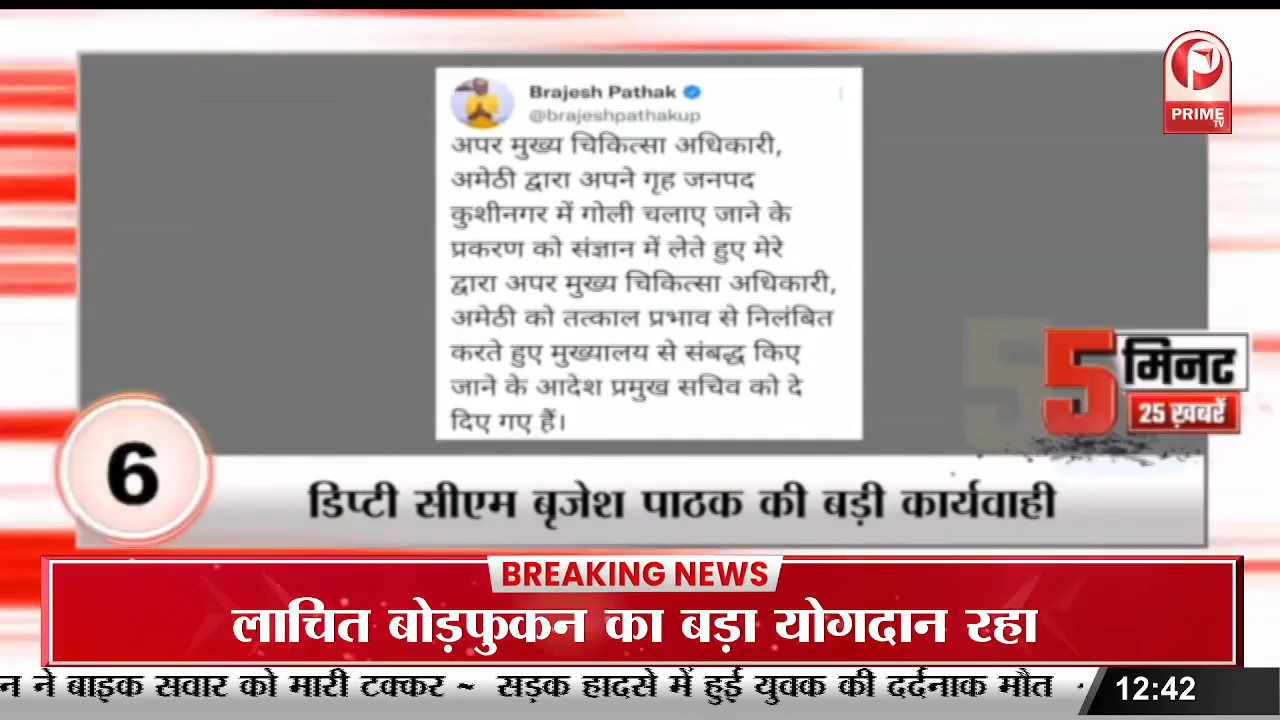 PRIME
TV
Brajesh Pathak
@brajeshpathakup
अपर मुख्य चिकित्सा अधिकारी,
अमेठी द्वारा अपने गृह जनपद
कुशीनगर में गोली चलाए जाने के
प्रकरण को संज्ञान में लेते हुए मेरे
द्वारा अपर मुख्य चिकित्सा अधिकारी,
अमेठी को तत्काल प्रभाव से निलंबित
करते हुए मुख्यालय से संबद्ध किए
जाने के आदेश प्रमुख सचिव को दे
दिए गए हैं।
5 मिनट
25 ख़बरें
6
डिप्टी सीएम बृजेश पाठक की बड़ी कार्यवाही
BREAKING NEWS
लाचित बोड़फुकन का बड़ा योगदान रहा
न ने बाइक सवार को मारी टक्कर ~ सड़क हादसे में हुई युवक की दर्दनाक मौत
12:42